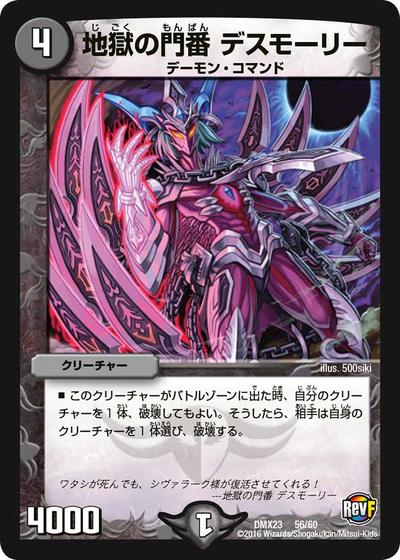 4
じごく もんばん
地獄の門番 デスモーリー
デーモン・コマンド
クリーチャー
illus. 500siki
■ このクリーチャーがバトルゾーンに出た時、自分のクリ
ーチャーを1体、破壊してもよい。そうしたら、相手は自身の
クリーチャーを1体選び、破壊する。
ワタシが死んでも、シヴァラーク様が復活させてくれる!
---地獄の門番 デスモーリー
4000
RevF
DMX23 56/60
©2016 Wizards/Shogakukan/Mitsui-Kids